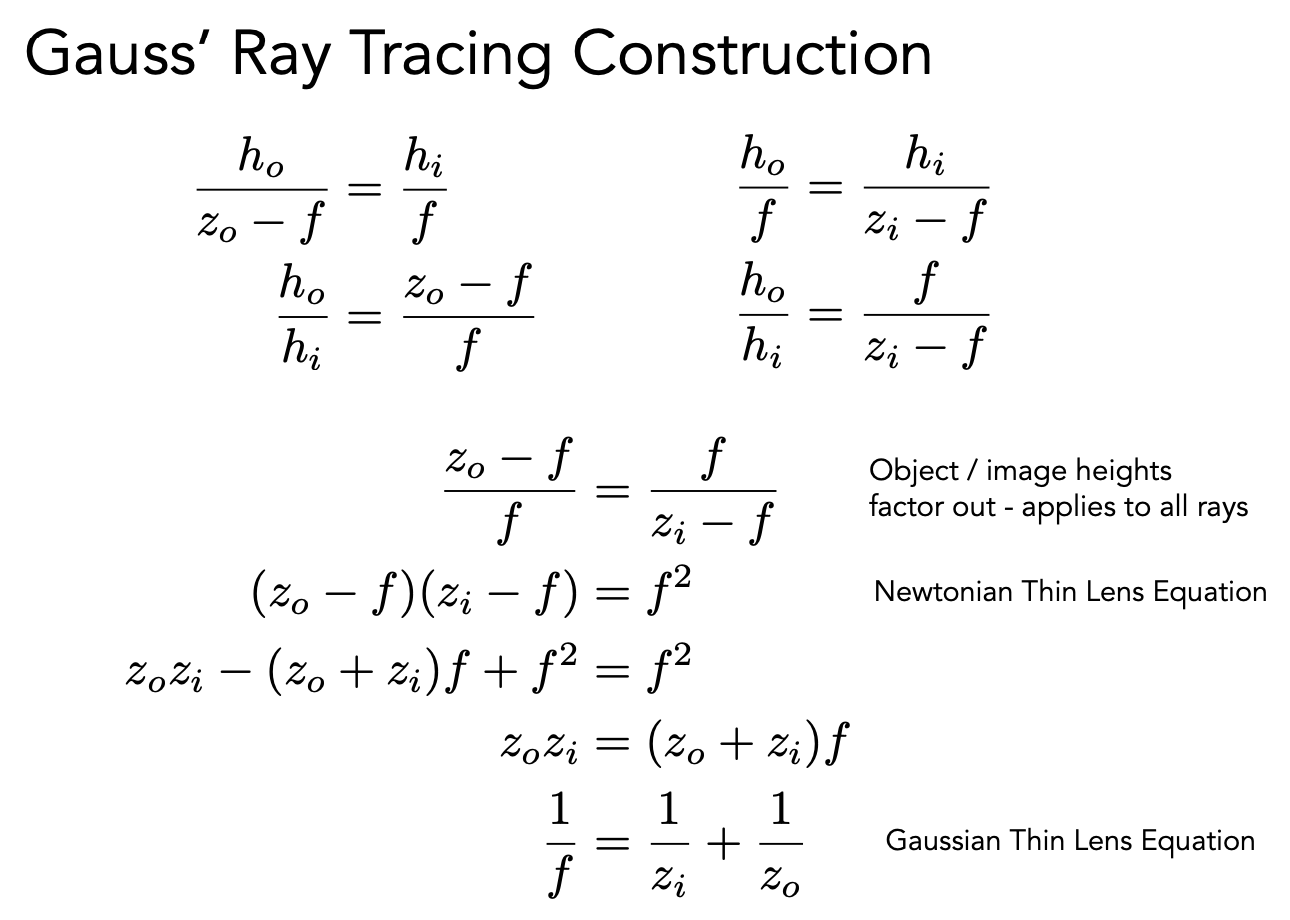 Gauss’ Ray Tracing Construction
\frac{h_o}{z_o - f} = \frac{h_i}{f}
\frac{h_o}{h_i} = \frac{z_o - f}{f}
\frac{h_o}{f} = \frac{h_i}{z_i - f}
\frac{h_o}{h_i} = \frac{f}{z_i - f}
\frac{z_o - f}{f} = \frac{f}{z_i - f}
Object / image heights
factor out - applies to all rays
(z_o - f)(z_i - f) = f^2
Newtonian Thin Lens Equation
z_o z_i - (z_o + z_i)f + f^2 = f^2
z_o z_i = (z_o + z_i)f
\frac{1}{f} = \frac{1}{z_i} + \frac{1}{z_o}
Gaussian Thin Lens Equation